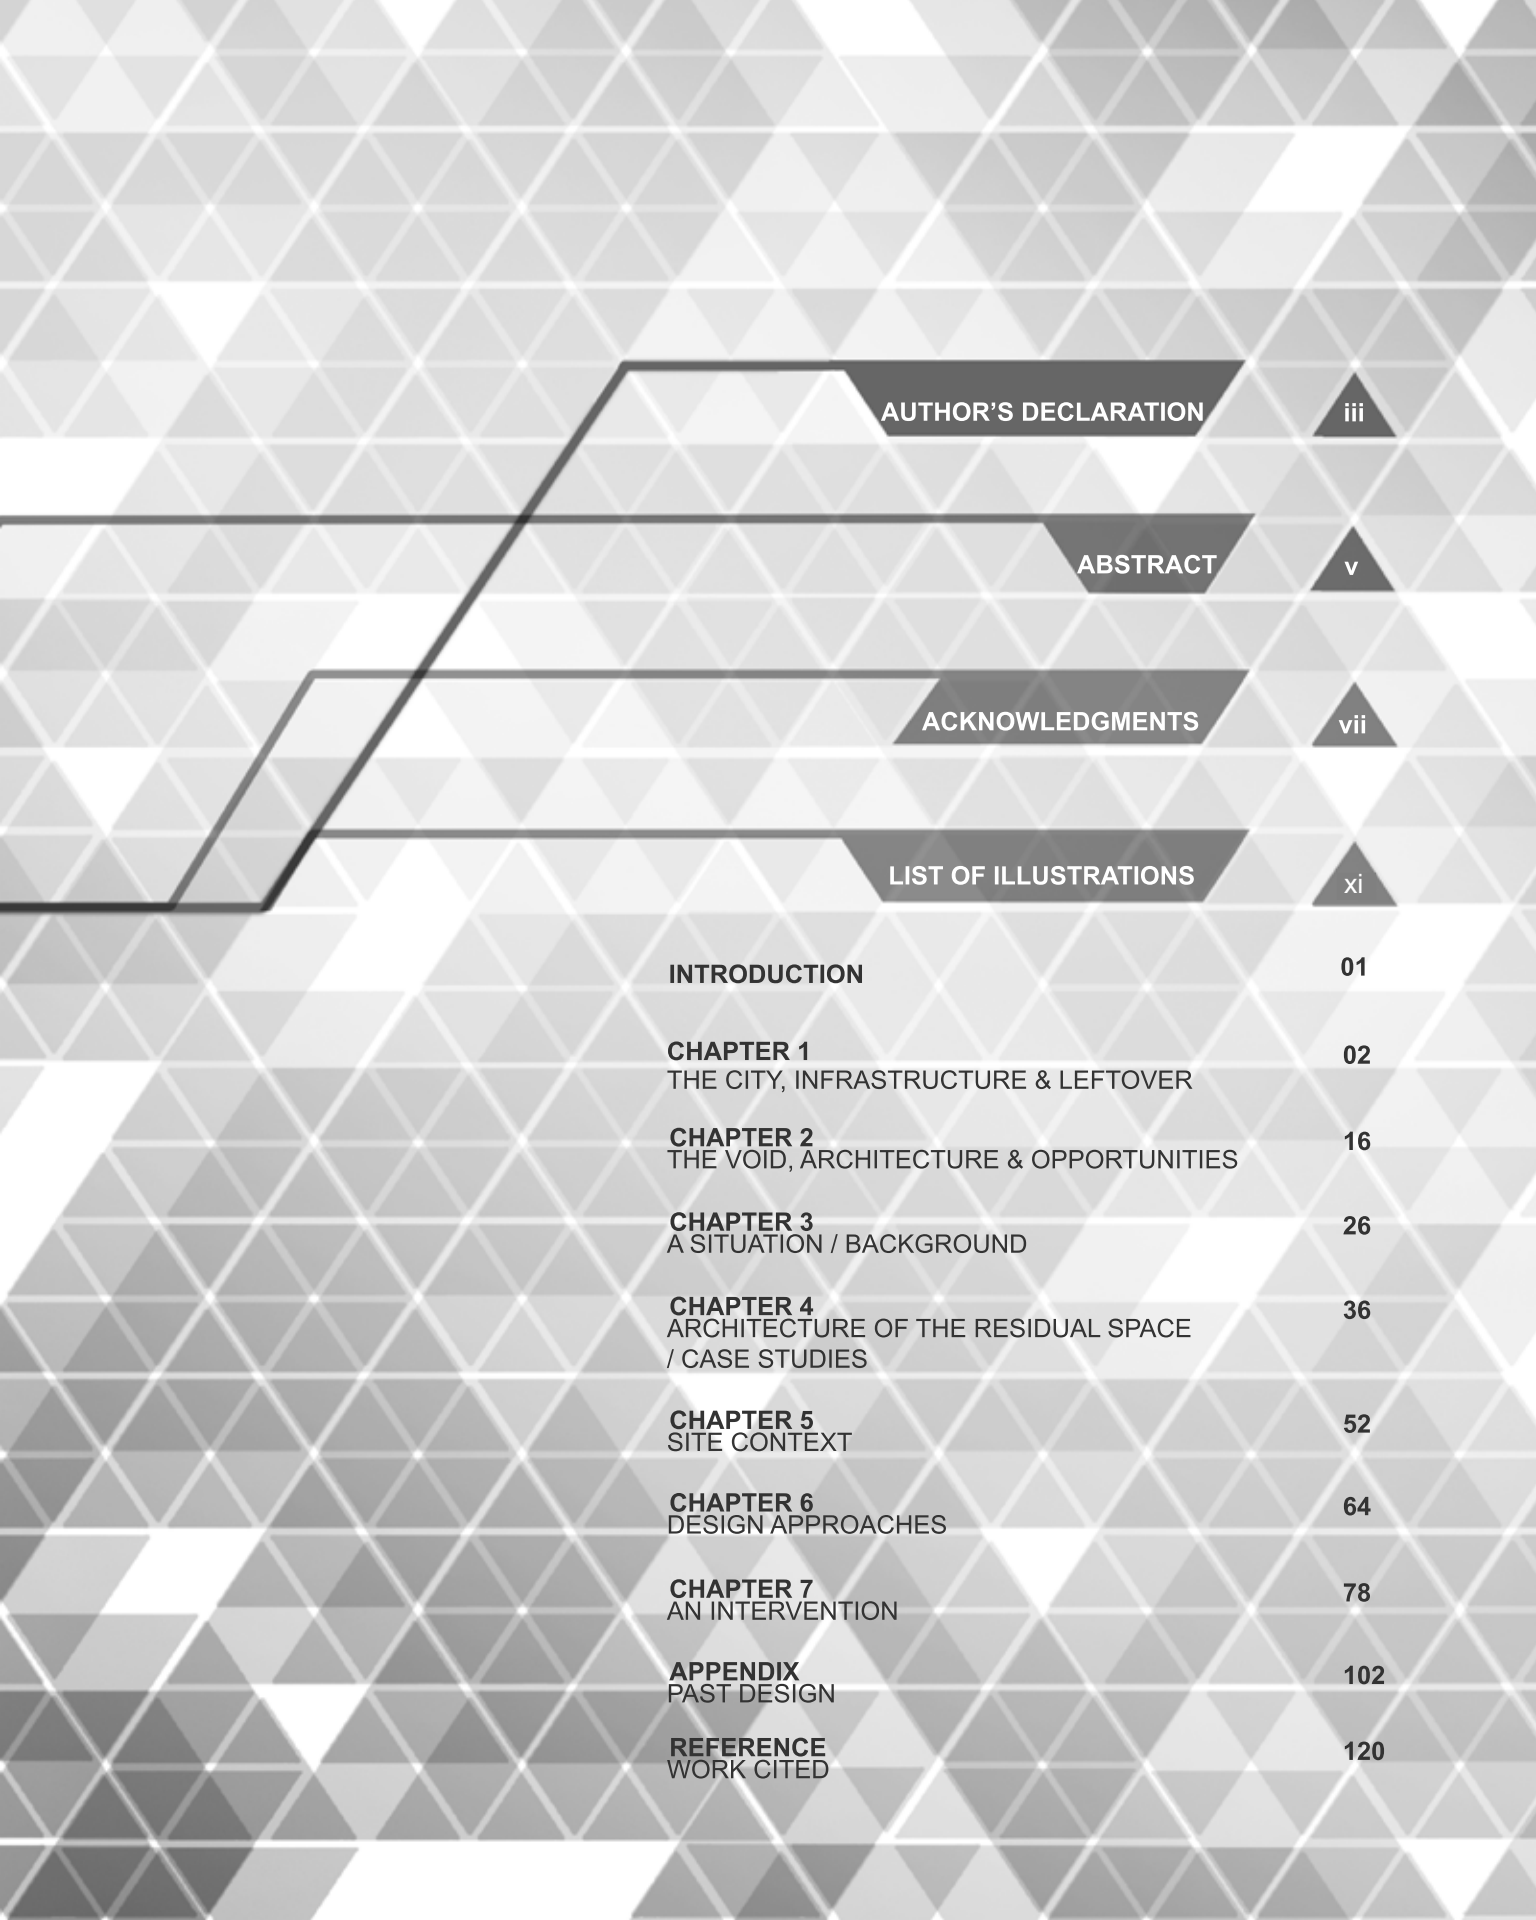 AUTHOR’S DECLARATION iii
ABSTRACT v
ACKNOWLEDGMENTS vii
LIST OF ILLUSTRATIONS xi
INTRODUCTION 01
CHAPTER 1 02
THE CITY, INFRASTRUCTURE & LEFTOVER
CHAPTER 2 16
THE VOID, ARCHITECTURE & OPPORTUNITIES
CHAPTER 3 26
A SITUATION / BACKGROUND
CHAPTER 4 36
ARCHITECTURE OF THE RESIDUAL SPACE
/ CASE STUDIES
CHAPTER 5 52
SITE CONTEXT
CHAPTER 6 64
DESIGN APPROACHES
CHAPTER 7 78
AN INTERVENTION
APPENDIX 102
PAST DESIGN
REFERENCE 120
WORK CITED